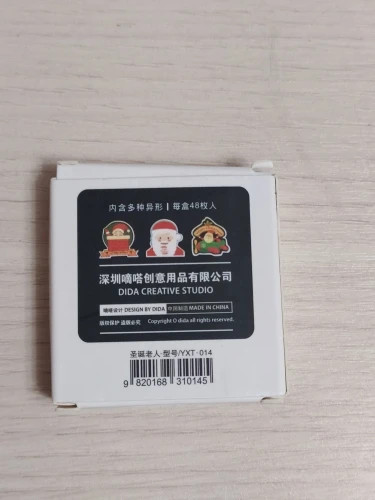 内含多种异形 | 每盒48枚入
深圳嘀嗒创意用品有限公司
DIDA CREATIVE STUDIO
嘀嗒设计 DESIGN BY DIDA 中国制造 MADE IN CHINA
版权保护 盗版必究 Copyright © dida all rights reserved.
圣诞老人·型号/YXT·014
9 820168 310145